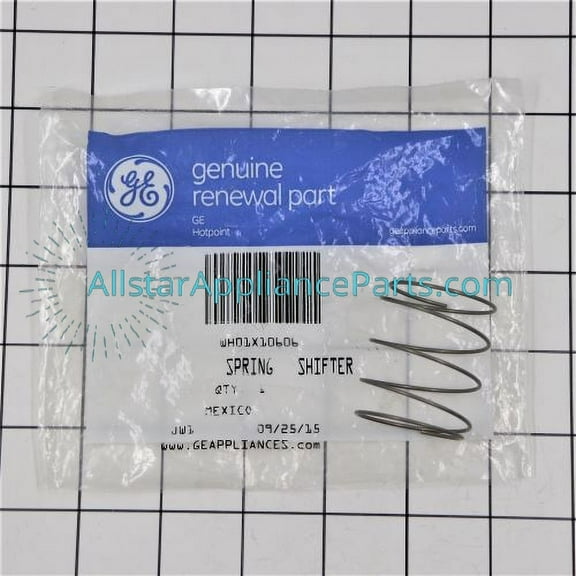 GE
genuine
renewal part
GE
Hotpoint
geapplianceparts.com
AllstarApplianceParts.com
WH01X10606
SPRING SHIFTER
QTY 1
MEXICO
JW1 09/25/15
WWW.GEAPPLIANCES.com